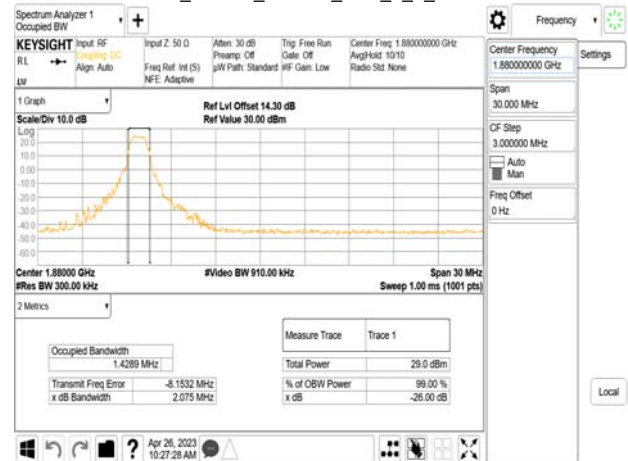 Spectrum Analyzer 1
Occupied BW
+
Frequency
KEYSIGHT
RL
LV
Input: RF
Coupling: DC
Align: Auto
Input Z: 50 Ω
Freq Ref: Int (S)
NFE: Adaptive
Atten: 30 dB
Preamp: Off
µW Path: Standard
Trig: Free Run
Gate: Off
#IF Gain: Low
Center Freq: 1.880000000 GHz
Avg|Hold: 10/10
Radio Std: None
Center Frequency
1.880000000 GHz
Settings
Span
30.000 MHz
CF Step
3.000000 MHz
Auto
Man
Freq Offset
0 Hz
Local
1 Graph
Scale/Div 10.0 dB
Ref Lvl Offset 14.30 dB
Ref Value 30.00 dBm
Log
20.0
10.0
0.00
-10.0
-20.0
-30.0
-40.0
-50.0
-60.0
Center 1.88000 GHz
#Video BW 910.00 kHz
Span 30 MHz
#Res BW 300.00 kHz
Sweep 1.00 ms (1001 pts)
2 Metrics
Occupied Bandwidth
1.4289 MHz
Transmit Freq Error -8.1532 MHz
x dB Bandwidth 2.075 MHz
Measure Trace Trace 1
Total Power 29.0 dBm
% of OBW Power 99.00 %
x dB -26.00 dB
?
Apr 26, 2023
10:27:28 AM